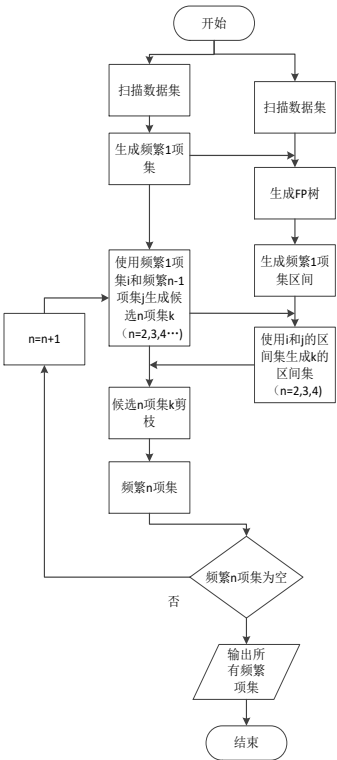 开始
扫描数据集
扫描数据集
生成频繁1项
集
生成FP树
使用频繁1项
集i和频繁n-1
项集j生成候
选n项集k
（n=2,3,4…）
生成频繁1项
集区间
n=n+1
使用i和j的区
间集生成k的
区间集
（n=2,3,4)
候选n项集k剪
枝
频繁n项集
频繁n项集为空
否
输出所
有频繁
项集
结束